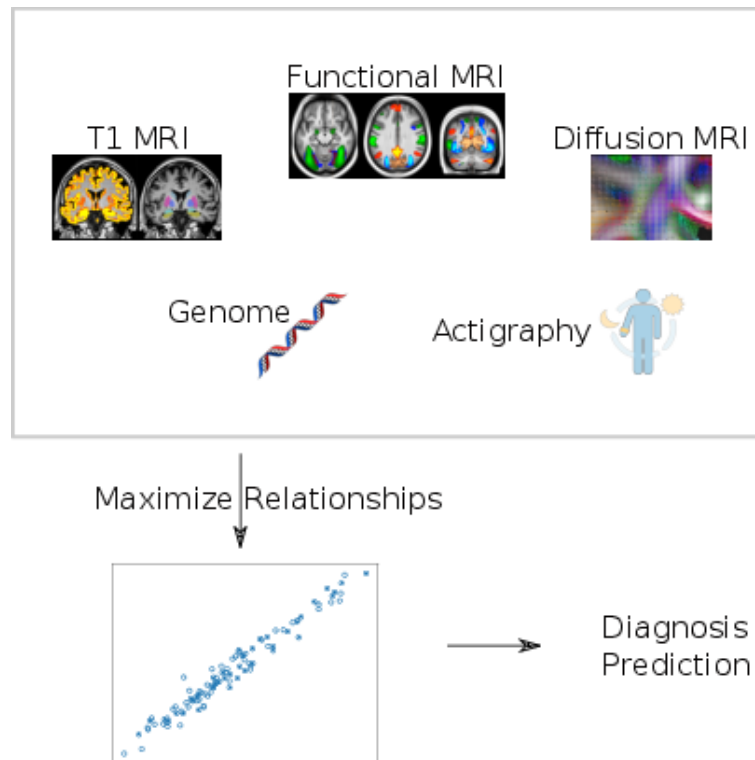 Functional MRI
T1 MRI
Diffusion MRI
Genome
Actigraphy
Maximize Relationships
Diagnosis
Prediction